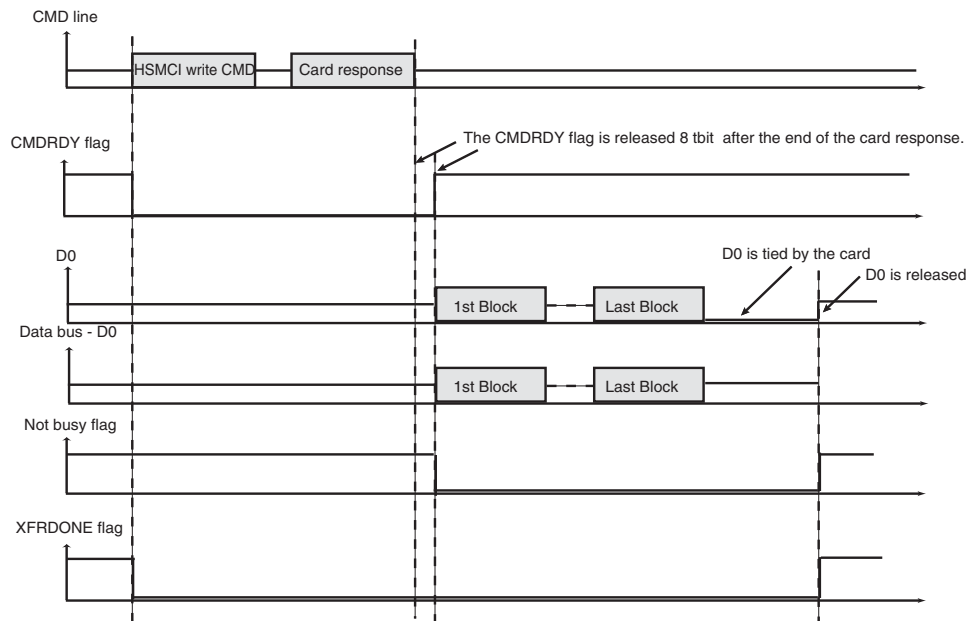 CMD line
HSMCI write CMD
Card response
CMDRDY flag
The CMDRDY flag is released 8 tbit after the end of the card response.
D0
D0 is tied by the card
D0 is released
1st Block
Last Block
Data bus - D0
1st Block
Last Block
Not busy flag
XFRDONE flag